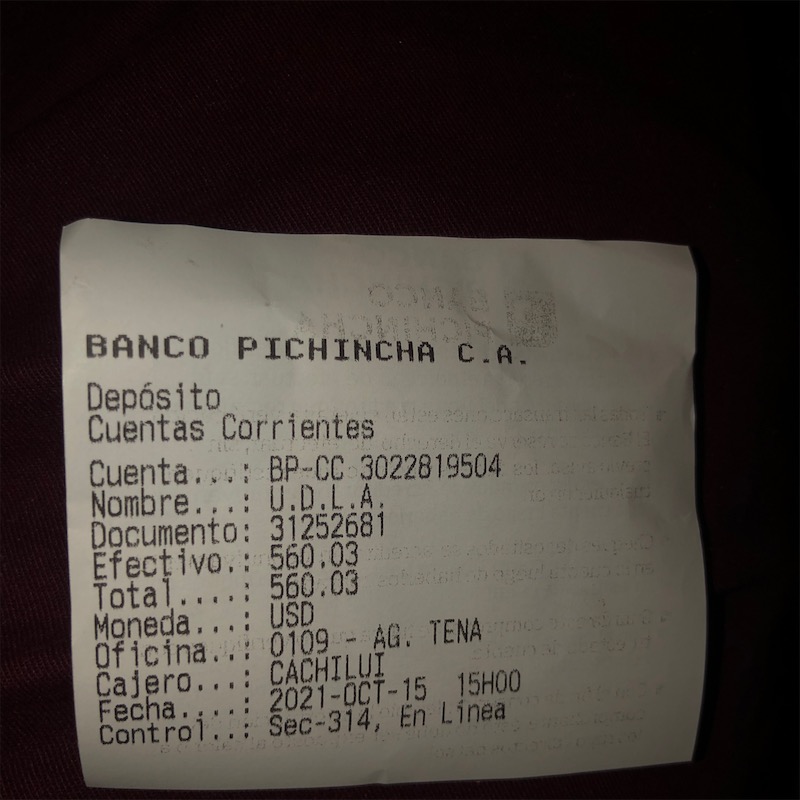 BANCO PICHINCHA C.A.
Depósito
Cuentas Corrientes
Cuenta...: BP-CC 3022819504
Nombre...: U.D.L.A.
Documento: 31252681
Efectivo.: 560.03
Total....: 560.03
Moneda...: USD
Oficina..: 0109 - AG. TENA
Cajero...: CACHILUI
Fecha....: 2021-OCT-15 15H00
Control..: Sec-314, En Línea